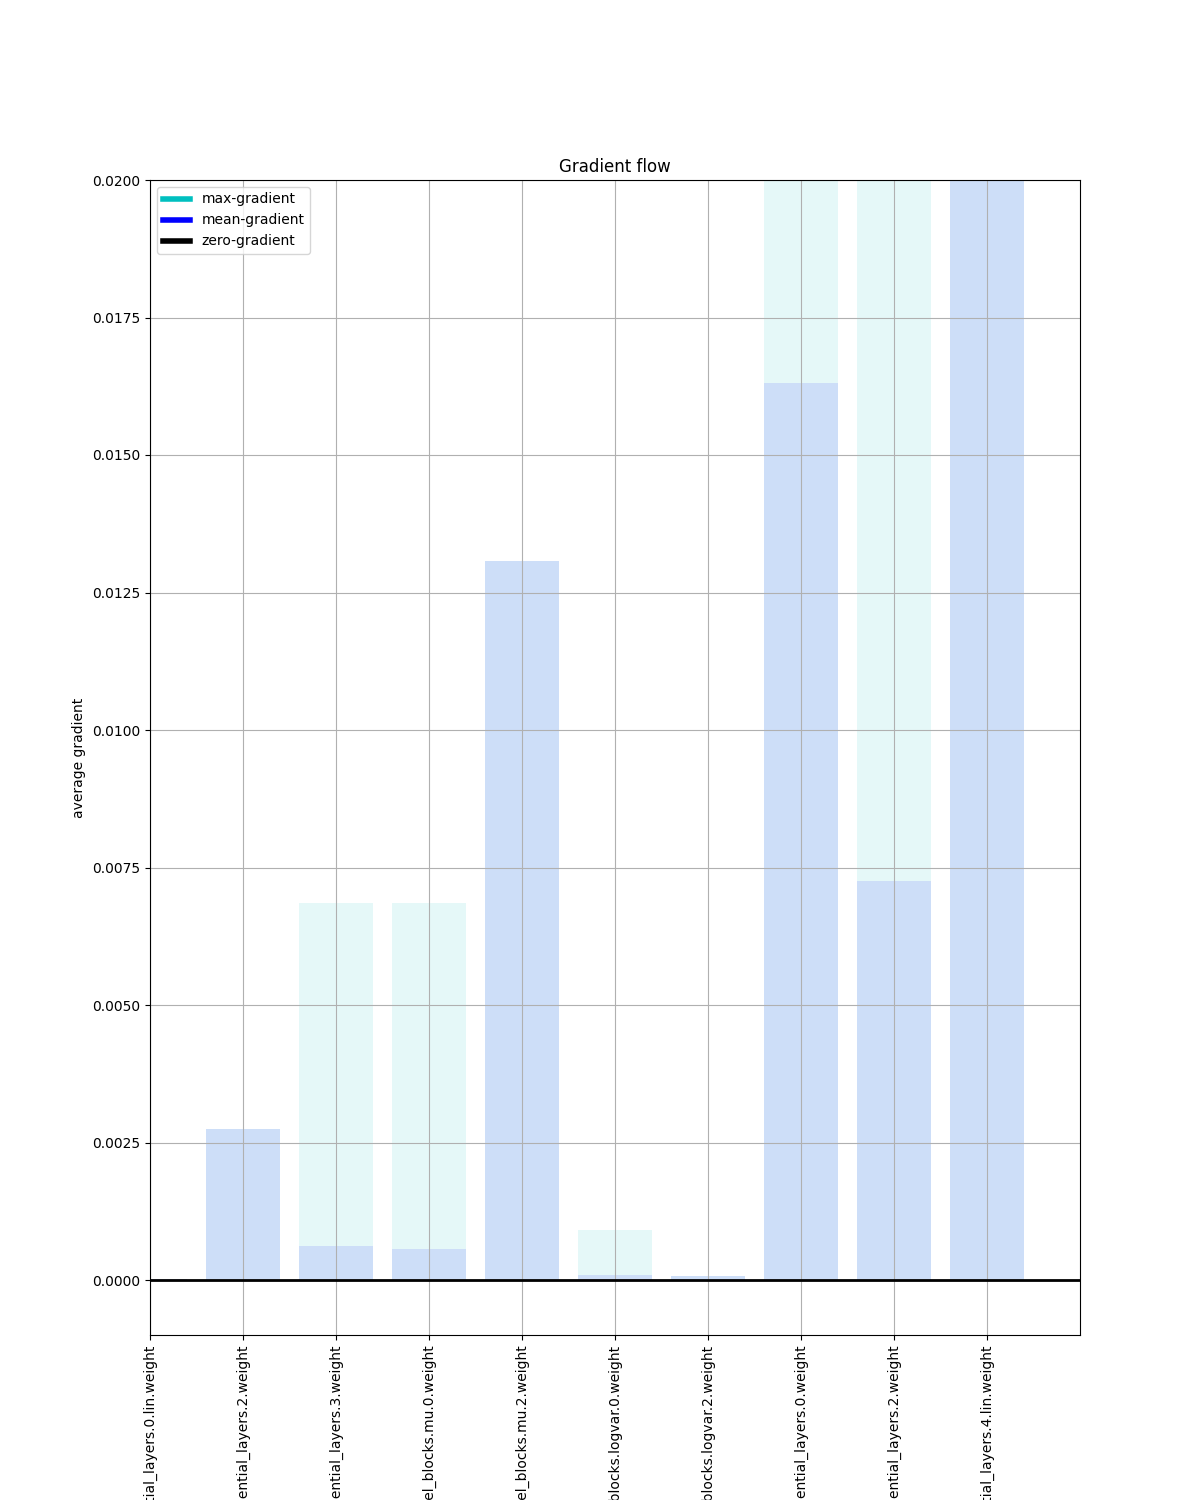 Gradient flow
max-gradient
mean-gradient
zero-gradient
average gradient
0.0200
0.0175
0.0150
0.0125
0.0100
0.0075
0.0050
0.0025
0.0000
tial_layers.0.lin.weight
ential_layers.2.weight
ential_layers.3.weight
el_blocks.mu.0.weight
el_blocks.mu.2.weight
blocks.logvar.0.weight
blocks.logvar.2.weight
ential_layers.0.weight
ential_layers.2.weight
tial_layers.4.lin.weight